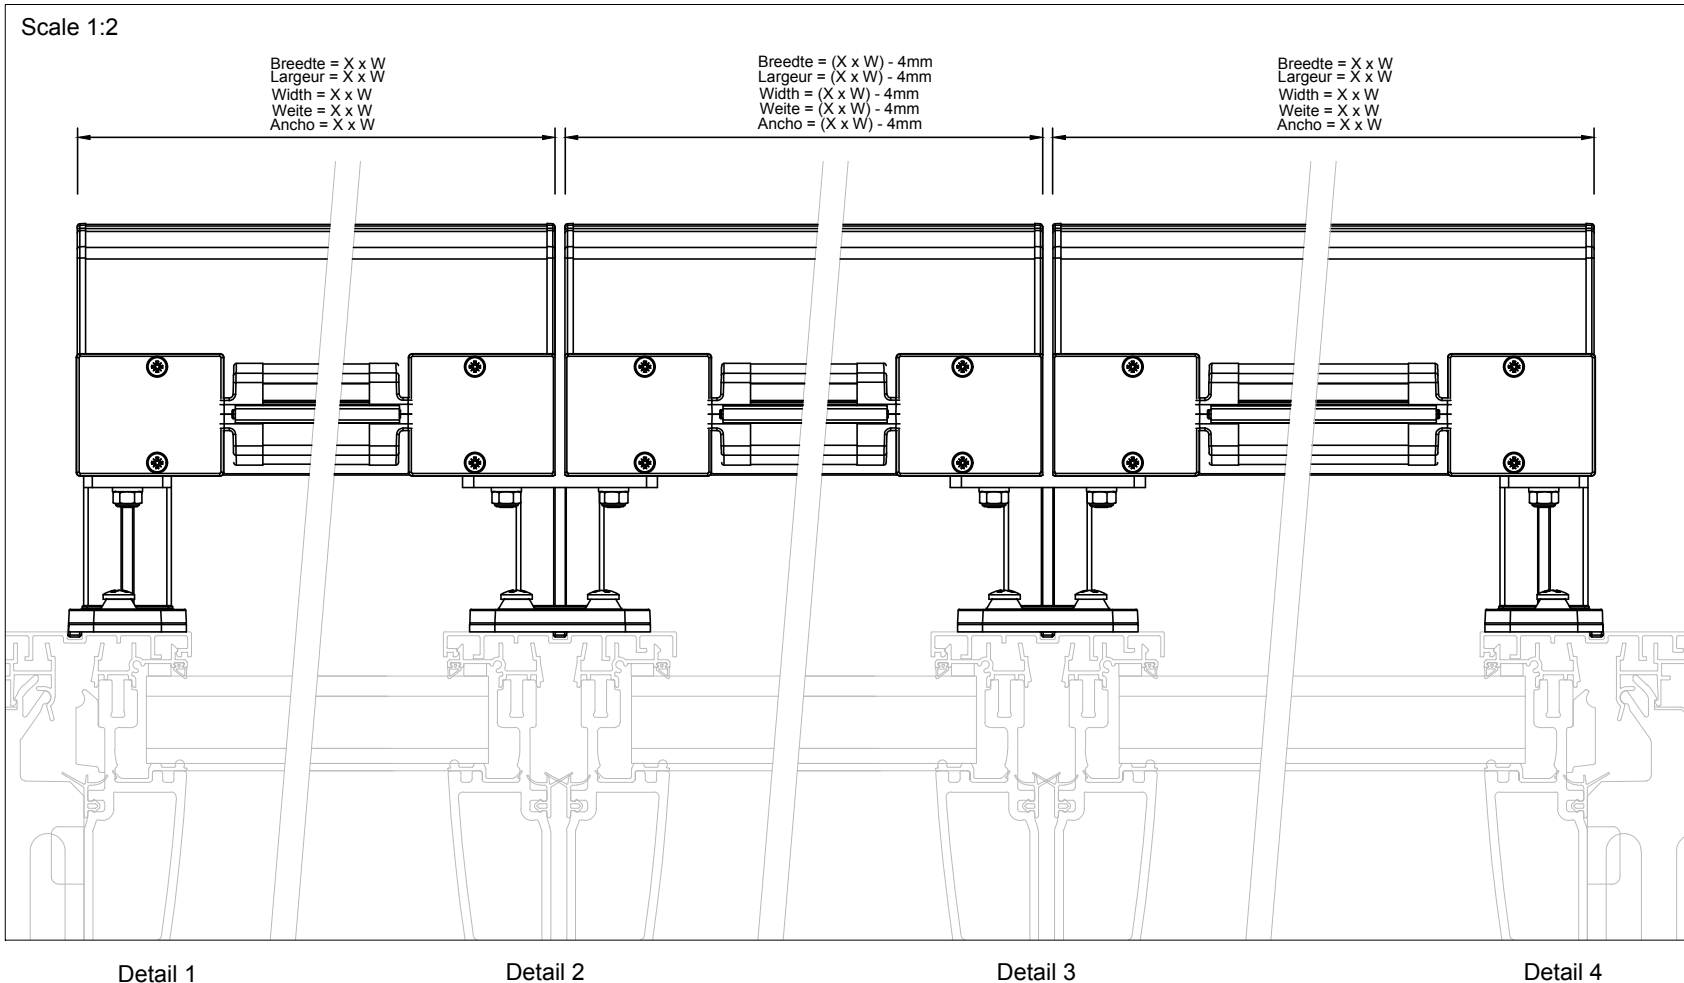 Scale 1:2
Breedte = X x W
Largeur = X x W
Width = X x W
Weite = X x W
Ancho = X x W
Breedte = (X x W) - 4mm
Largeur = (X x W) - 4mm
Width = (X x W) - 4mm
Weite = (X x W) - 4mm
Ancho = (X x W) - 4mm
Breedte = X x W
Largeur = X x W
Width = X x W
Weite = X x W
Ancho = X x W
Detail 1
Detail 2
Detail 3
Detail 4